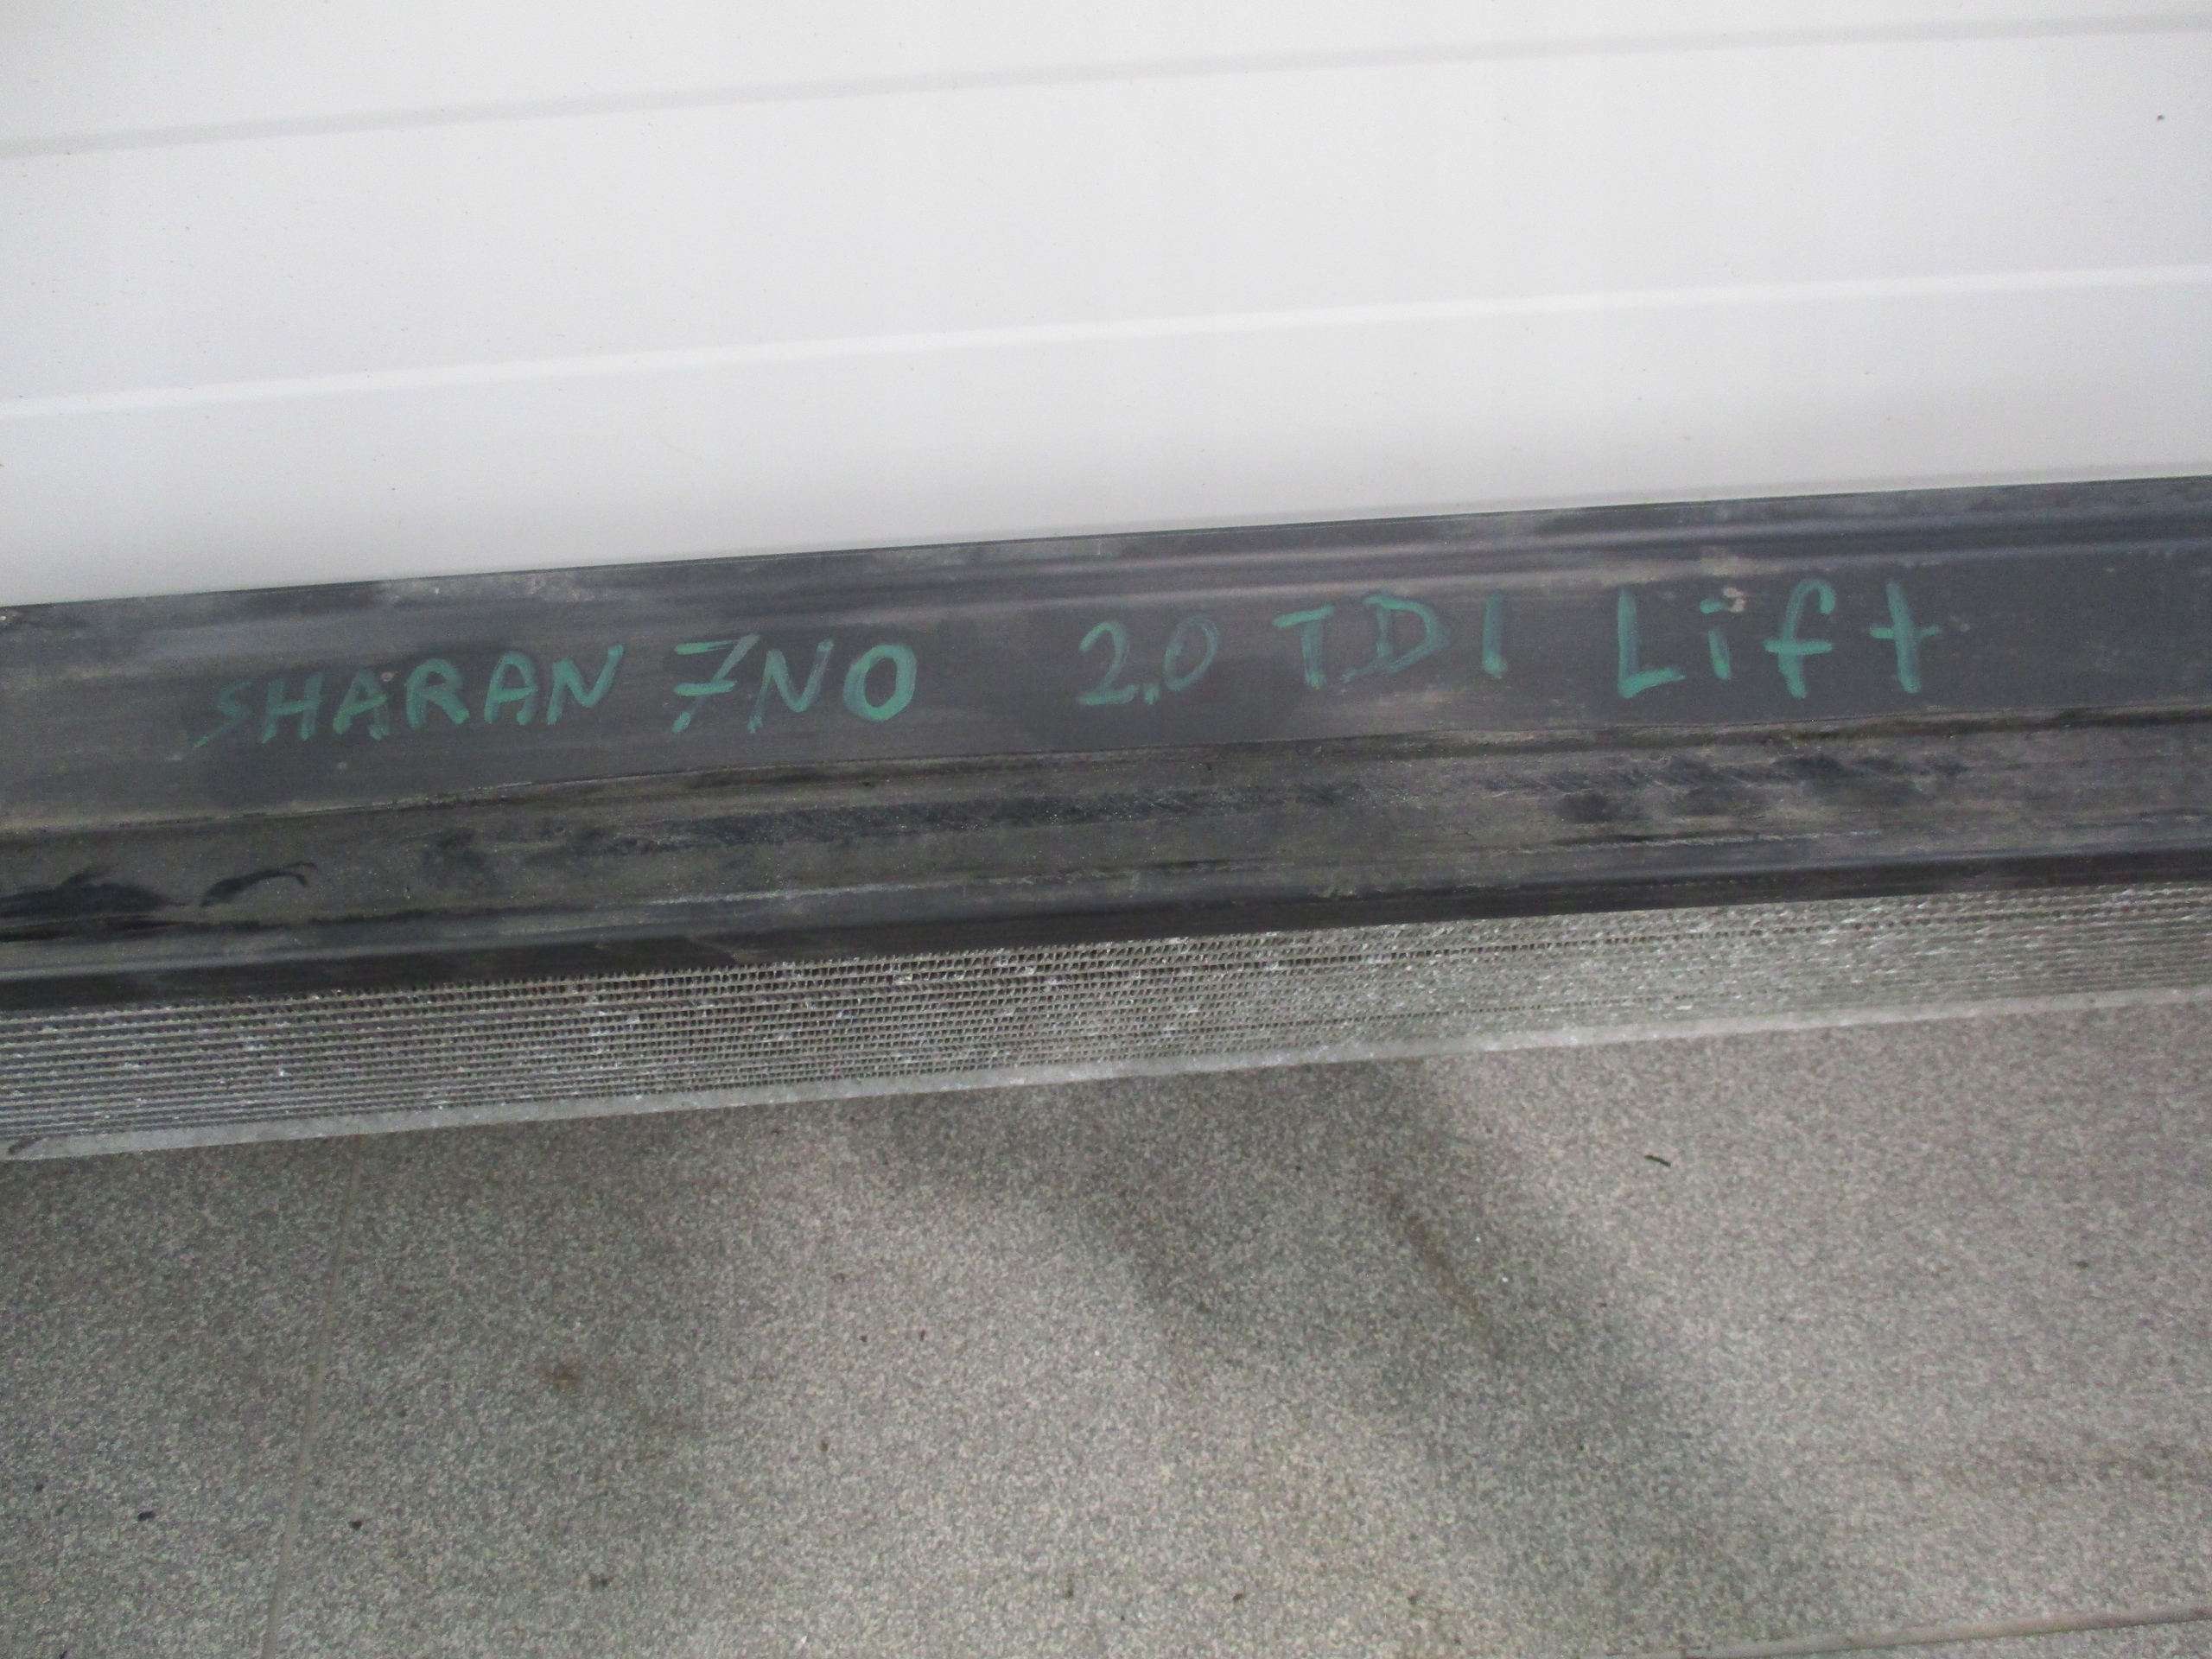 SHARAN 7NO 2.0 TDI Lift